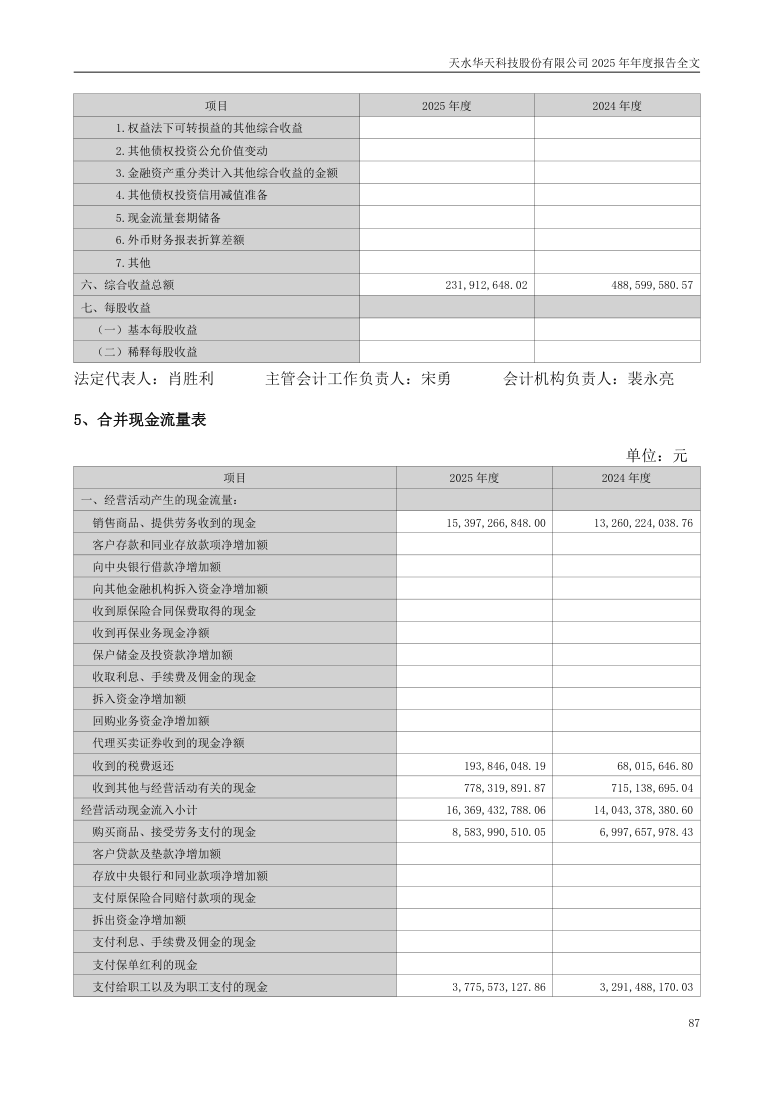 天水华天科技股份有限公司 2025 年年度报告全文
项目 2025 年度 2024 年度
1.权益法下可转损益的其他综合收益
2.其他债权投资公允价值变动
3.金融资产重分类计入其他综合收益的金额
4.其他债权投资信用减值准备
5.现金流量套期储备
6.外币财务报表折算差额
7.其他
六、综合收益总额 231,912,648.02 488,599,580.57
七、每股收益
（一）基本每股收益
（二）稀释每股收益
法定代表人：肖胜利 主管会计工作负责人：宋勇 会计机构负责人：裴永亮
5、合并现金流量表
单位：元
项目 2025 年度 2024 年度
一、经营活动产生的现金流量：
销售商品、提供劳务收到的现金 15,397,266,848.00 13,260,224,038.76
客户存款和同业存放款项净增加额
向中央银行借款净增加额
向其他金融机构拆入资金净增加额
收到原保险合同保费取得的现金
收到再保业务现金净额
保户储金及投资款净增加额
收取利息、手续费及佣金的现金
拆入资金净增加额
回购业务资金净增加额
代理买卖证券收到的现金净额
收到的税费返还 193,846,048.19 68,015,646.80
收到其他与经营活动有关的现金 778,319,891.87 715,138,695.04
经营活动现金流入小计 16,369,432,788.06 14,043,378,380.60
购买商品、接受劳务支付的现金 8,583,990,510.05 6,997,657,978.43
客户贷款及垫款净增加额
存放中央银行和同业款项净增加额
支付原保险合同赔付款项的现金
拆出资金净增加额
支付利息、手续费及佣金的现金
支付保单红利的现金
支付给职工以及为职工支付的现金 3,775,573,127.86 3,291,488,170.03
87